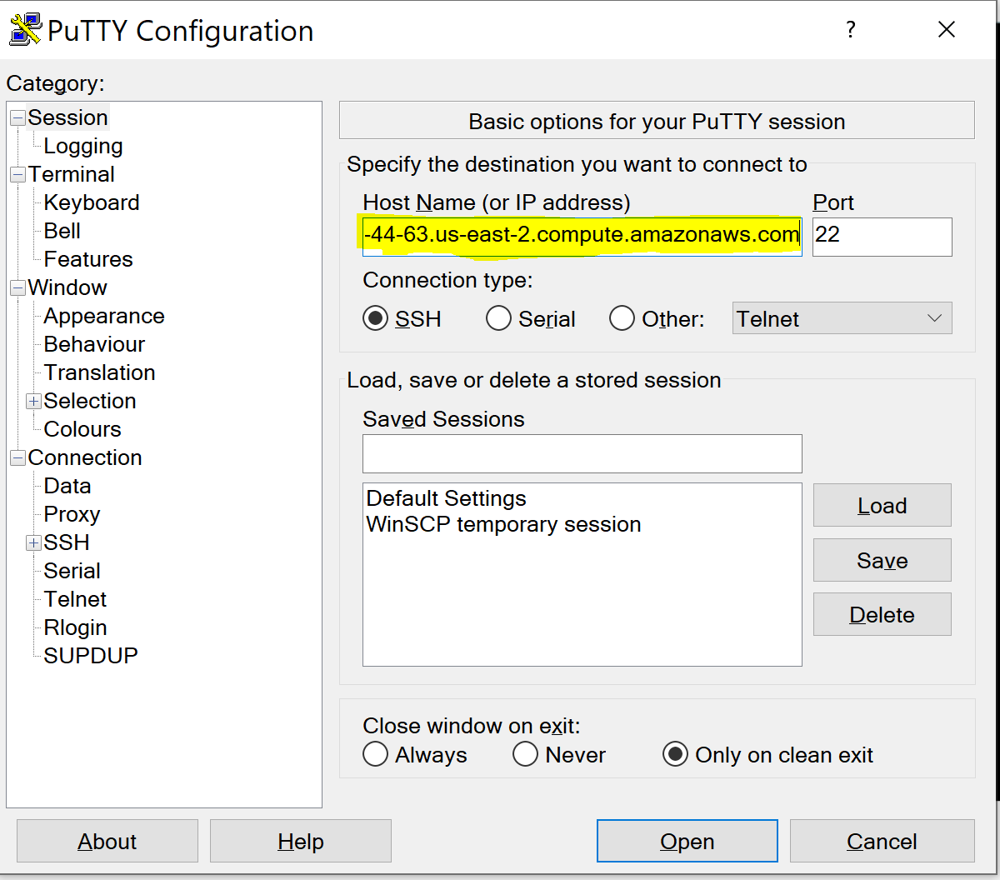 PuTTY Configuration
?
Category:
Session
Logging
Terminal
Keyboard
Bell
Features
Window
Appearance
Behaviour
Translation
Selection
Colours
Connection
Data
Proxy
SSH
Serial
Telnet
Rlogin
SUPDUP
Basic options for your PuTTY session
Specify the destination you want to connect to
Host Name (or IP address) Port
-44-63.us-east-2.compute.amazonaws.com 22
Connection type:
SSH Serial Other: Telnet
Load, save or delete a stored session
Saved Sessions
Default Settings
WinSCP temporary session
Load
Save
Delete
Close window on exit:
Always Never Only on clean exit
About Help Open Cancel